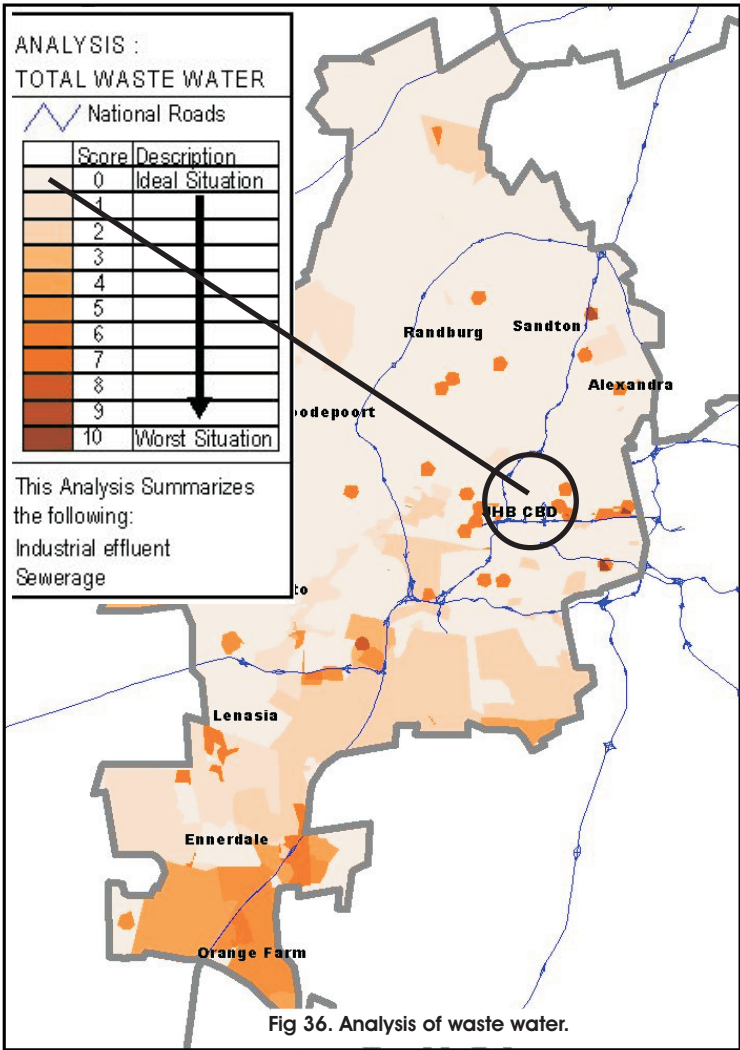 ANALYSIS :
TOTAL WASTE WATER
National Roads
Score Description
0 Ideal Situation
1
2
3
4
5
6
7
8
9
10 Worst Situation
This Analysis Summarizes
the following:
Industrial effluent
Sewerage
Randburg
Sandton
Alexandra
odepoort
JHB CBD
to
Lenasia
Ennerdale
Orange Farm
Fig 36. Analysis of waste water.